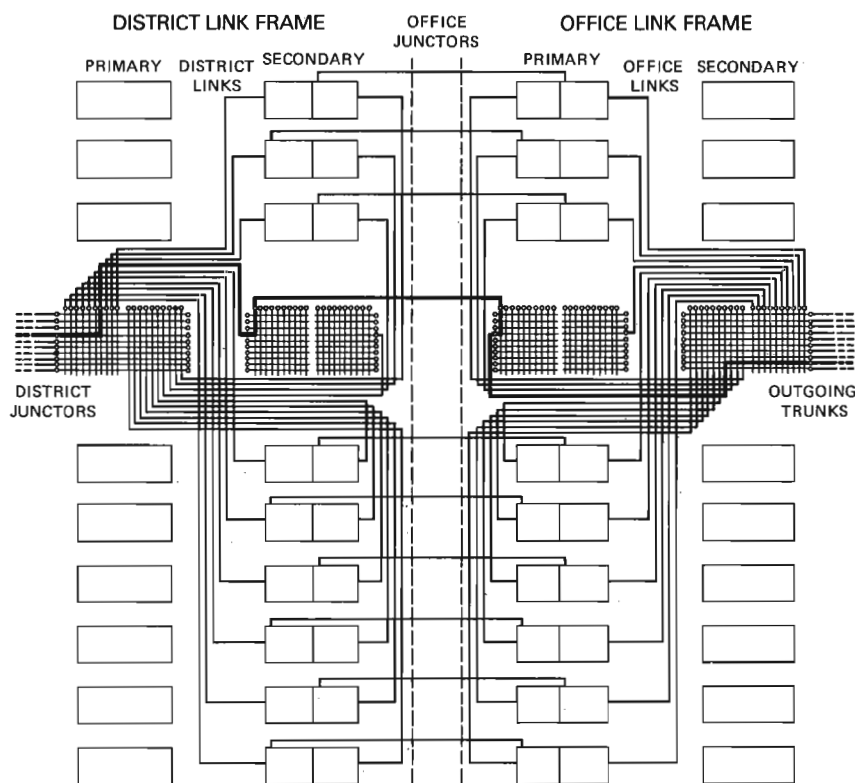 DISTRICT LINK FRAME
OFFICE
JUNCTORS
OFFICE LINK FRAME
PRIMARY
DISTRICT
LINKS
SECONDARY
PRIMARY
OFFICE
LINKS
SECONDARY
DISTRICT
JUNCTORS
OUTGOING
TRUNKS